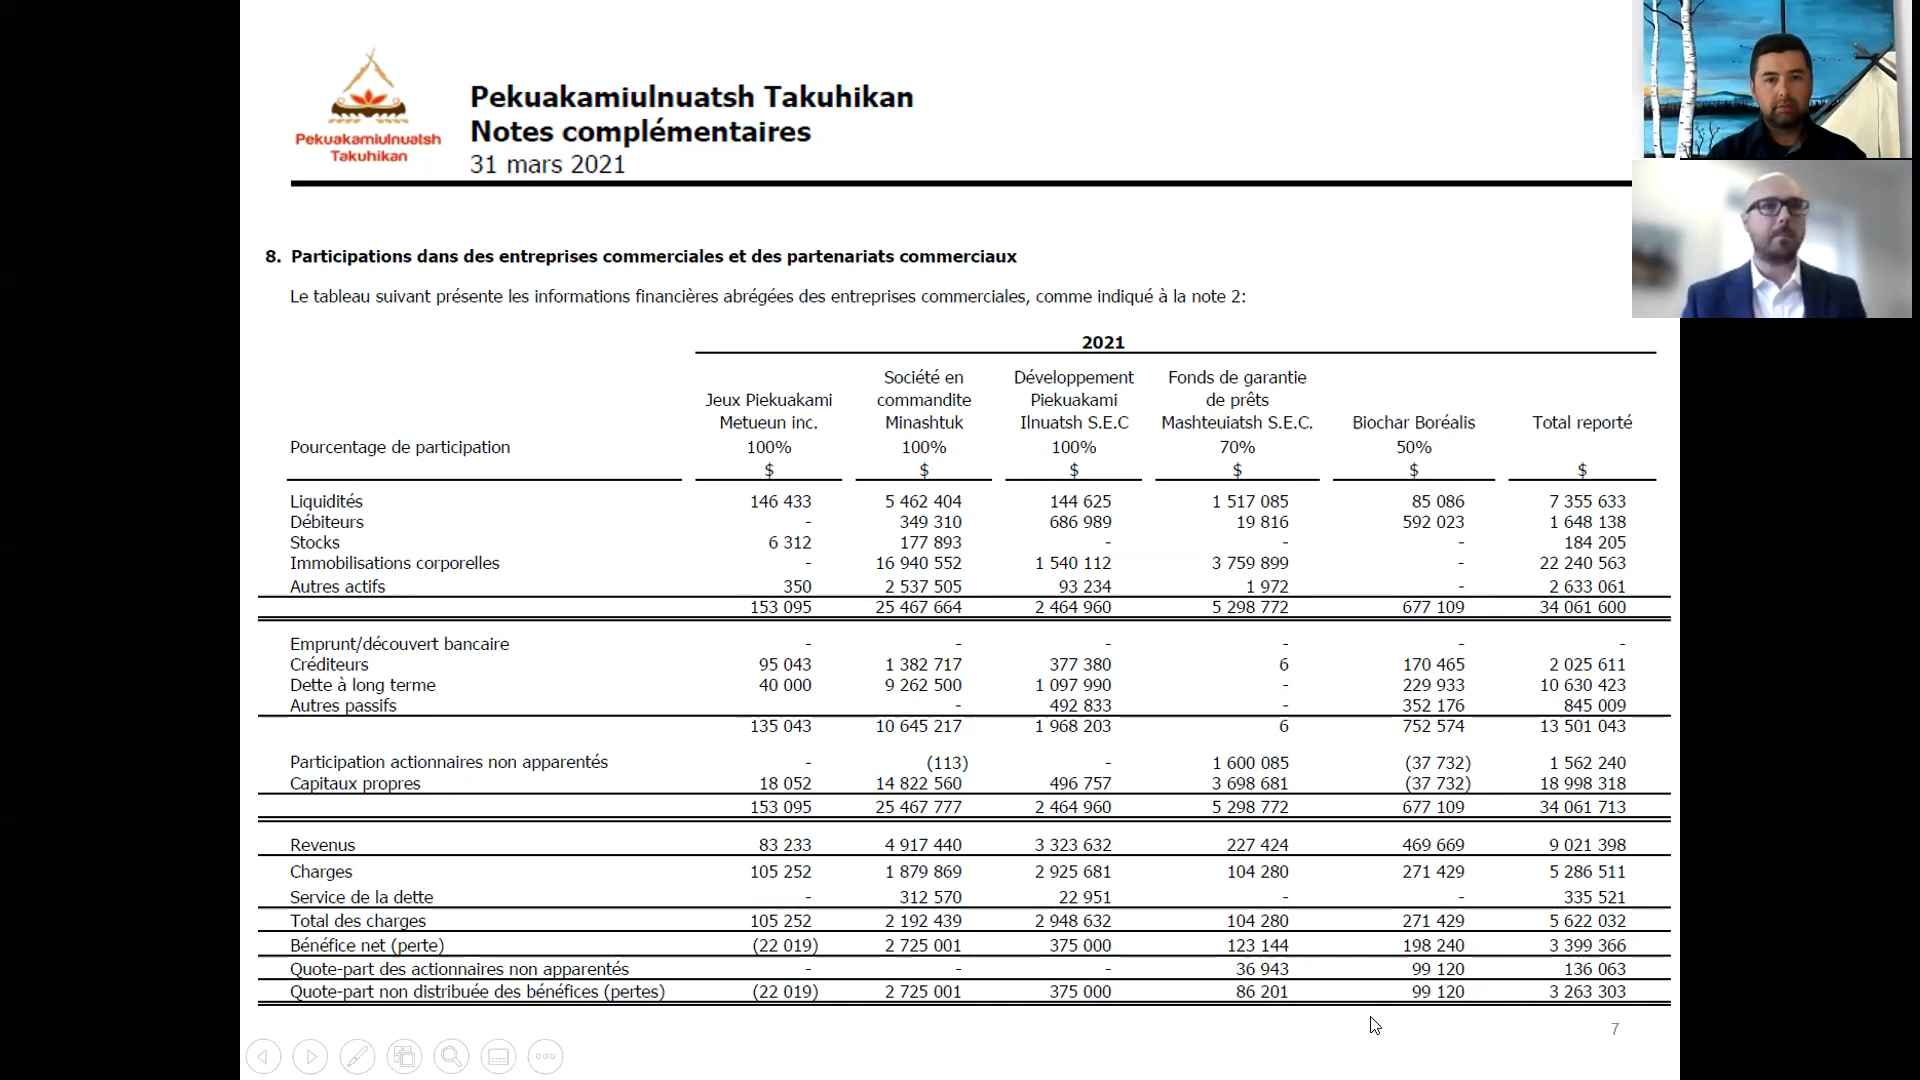 Pekuakamiulnuatsh
Takuhikan
Pekuakamiulnuatsh Takuhikan
Notes complémentaires
31 mars 2021
8. Participations dans des entreprises commerciales et des partenariats commerciaux
Le tableau suivant présente les informations financières abrégées des entreprises commerciales, comme indiqué à la note 2:
2021
Société en Développement Fonds de garantie
Jeux Piekuakami commandite Piekuakami de prêts
Metueun inc. Minashtuk Ilnuatsh S.E.C Mashteuiatsh S.E.C. Biochar Boréalis Total reporté
Pourcentage de participation 100% 100% 100% 70% 50%
$ $ $ $ $ $
Liquidités 146 433 5 462 404 144 625 1 517 085 85 086 7 355 633
Débiteurs - 349 310 686 989 19 816 592 023 1 648 138
Stocks 6 312 177 893 - - - 184 205
Immobilisations corporelles - 16 940 552 1 540 112 3 759 899 - 22 240 563
Autres actifs 350 2 537 505 93 234 1 972 - 2 633 061
153 095 25 467 664 2 464 960 5 298 772 677 109 34 061 600
Emprunt/découvert bancaire - - - - - -
Créditeurs 95 043 1 382 717 377 380 6 170 465 2 025 611
Dette à long terme 40 000 9 262 500 1 097 990 - 229 933 10 630 423
Autres passifs - 492 833 - 352 176 845 009
135 043 10 645 217 1 968 203 6 752 574 13 501 043
Participation actionnaires non apparentés - (113) - 1 600 085 (37 732) 1 562 240
Capitaux propres 18 052 14 822 560 496 757 3 698 681 (37 732) 18 998 318
153 095 25 467 777 2 464 960 5 298 772 677 109 34 061 713
Revenus 83 233 4 917 440 3 323 632 227 424 469 669 9 021 398
Charges 105 252 1 879 869 2 925 681 104 280 271 429 5 286 511
Service de la dette - 312 570 22 951 - - 335 521
Total des charges 105 252 2 192 439 2 948 632 104 280 271 429 5 622 032
Bénéfice net (perte) (22 019) 2 725 001 375 000 123 144 198 240 3 399 366
Quote-part des actionnaires non apparentés - - - 36 943 99 120 136 063
Quote-part non distribuée des bénéfices (pertes) (22 019) 2 725 001 375 000 86 201 99 120 3 263 303
7